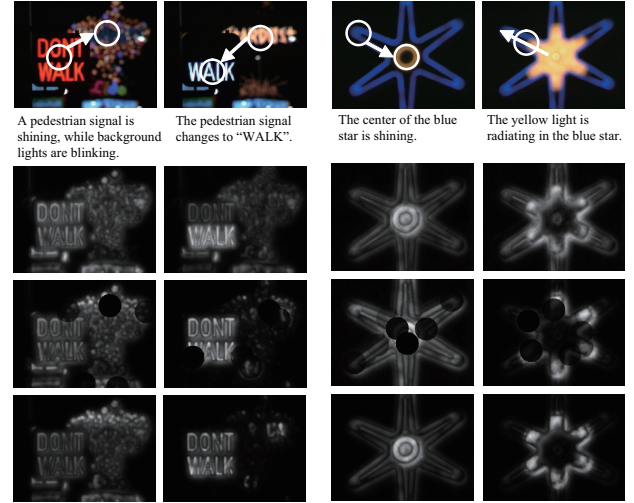 DONT
WALK
WALK
A pedestrian signal is
shining, while background
lights are blinking.
The pedestrian signal
changes to “WALK”.
The center of the blue
star is shining.
The yellow light is
radiating in the blue star.
DONT
WALK
DONT
WALK
DONT
WALK
DONT
WALK
DONT
WALK
DONT
WALK